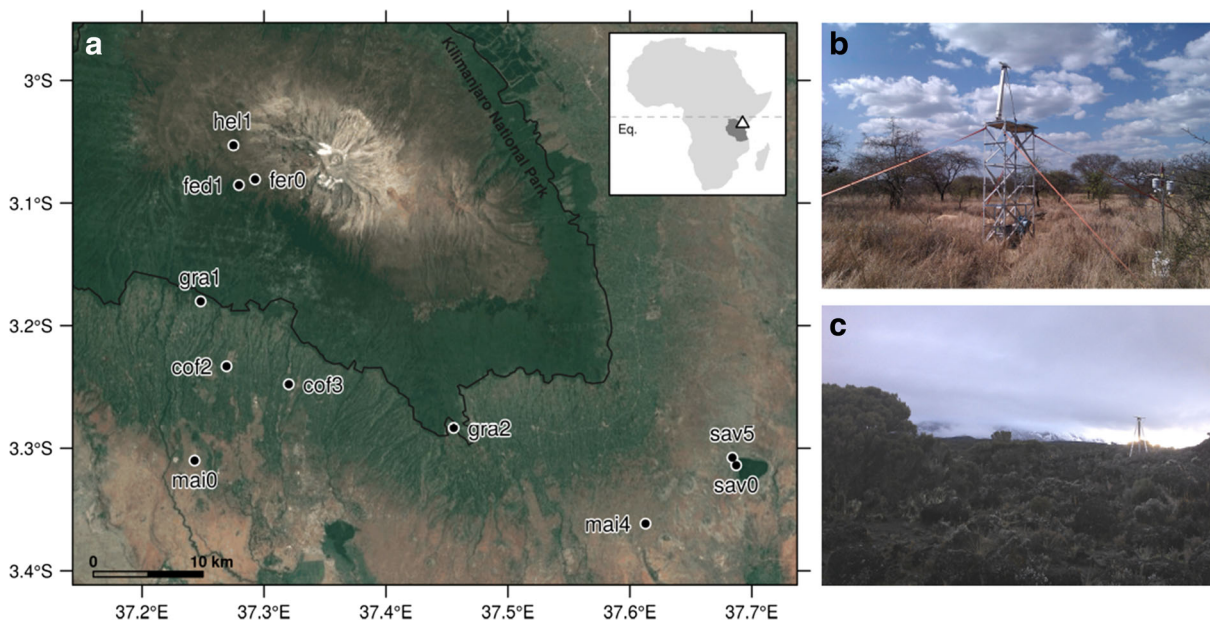 a
3°S
3.1°S
3.2°S
3.3°S
3.4°S
37.2°E
37.3°E
37.4°E
37.5°E
37.6°E
37.7°E
Kilimanjaro National Park
Eq.
hel1
fed1
fer0
gra1
cof2
cof3
gra2
mai0
sav5
sav0
mai4
0
10 km
b
c